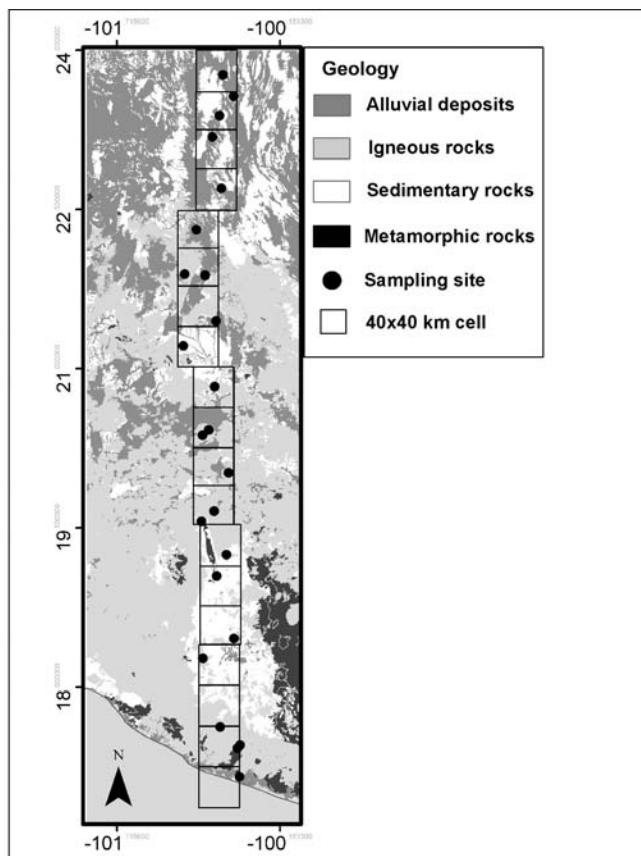 -101
-100
24
22
21
19
18
Geology
Alluvial deposits
Igneous rocks
Sedimentary rocks
Metamorphic rocks
Sampling site
40x40 km cell
N
-101
-100